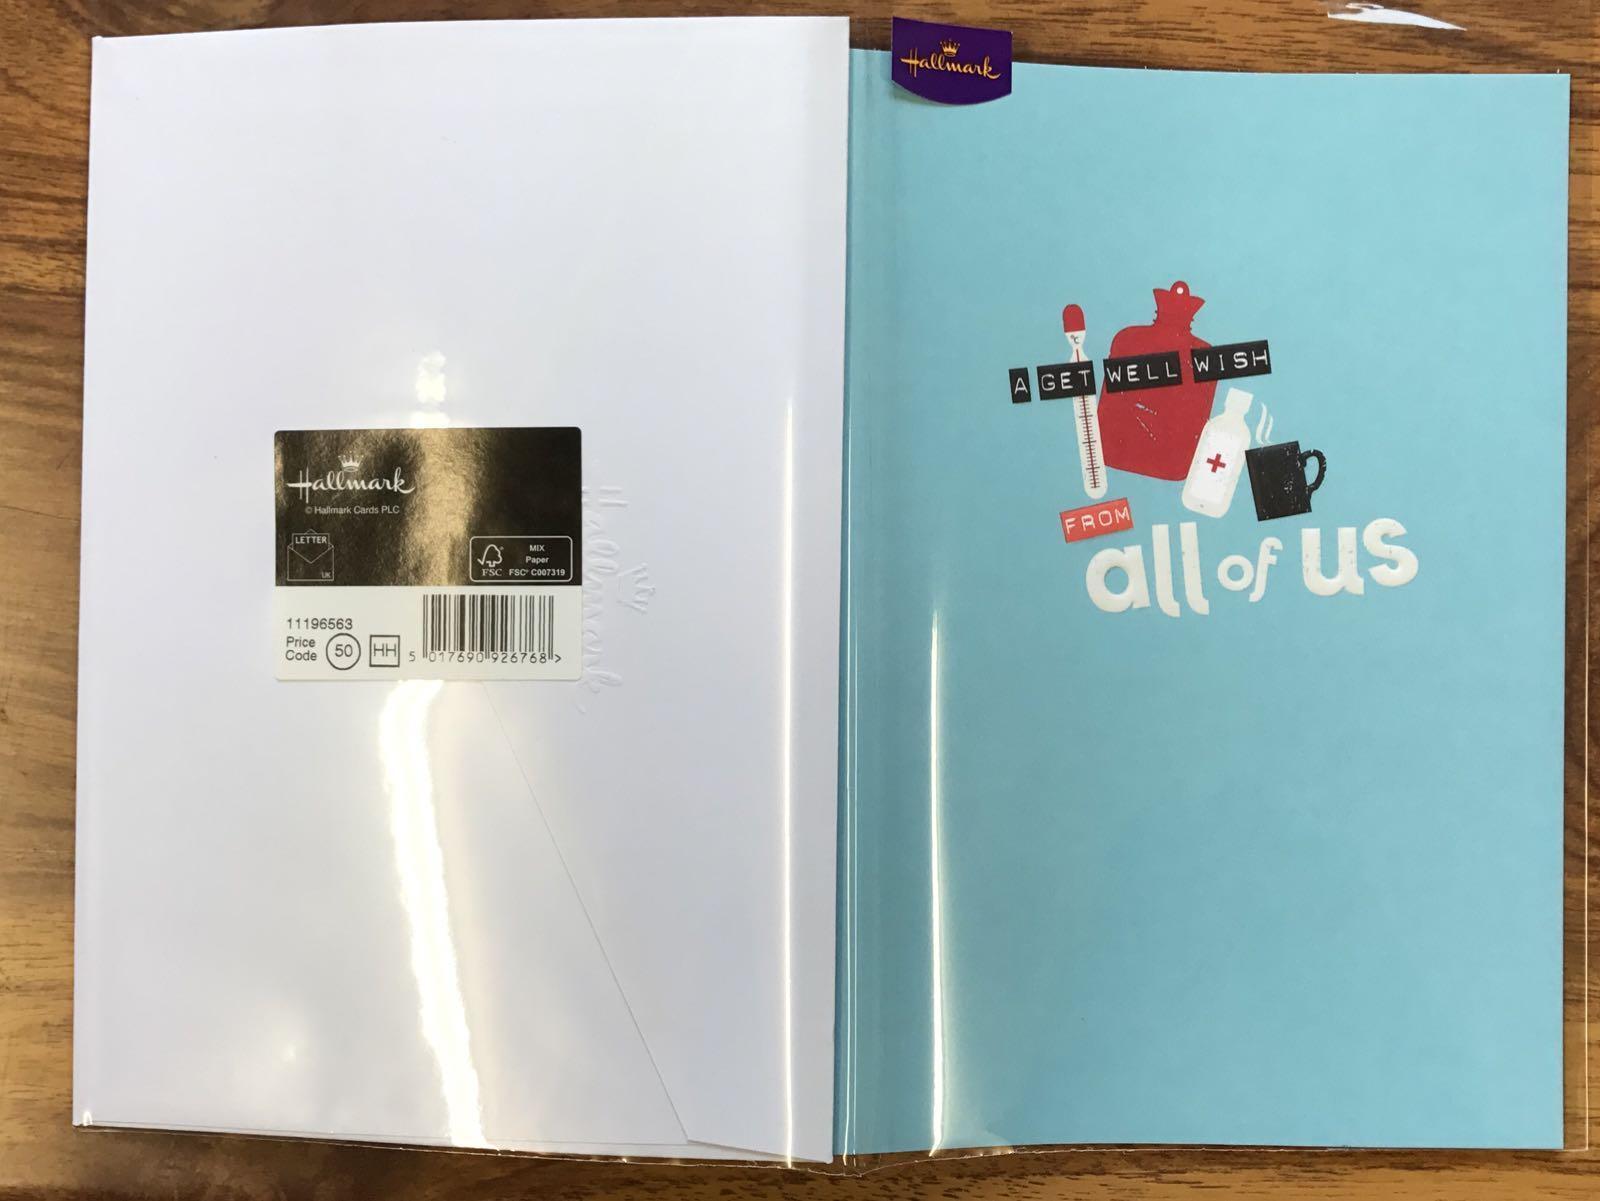 Hallmark
© Hallmark Cards PLC
LETTER
UK
MIX
Paper
FSC
FSC® C007319
11196563
Price
Code
50
HH
5 017690 926768 >
Hallmark
Hallmark
°C
A GET WELL WISH
FROM
all of us